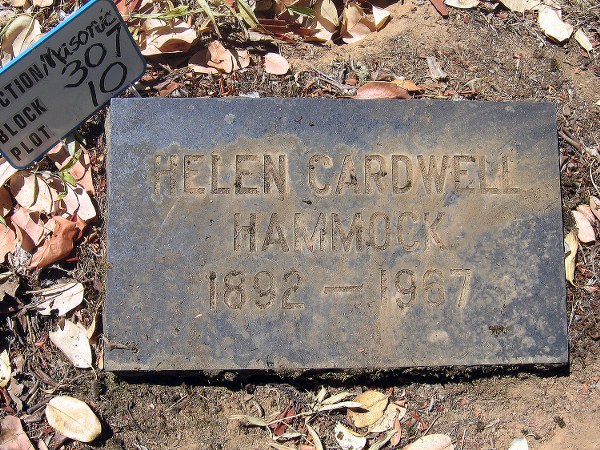 CTION/Masonic
BLOCK 307
PLOT 10
HELEN CARDWELL
HAMMOCK
1892 — 1967